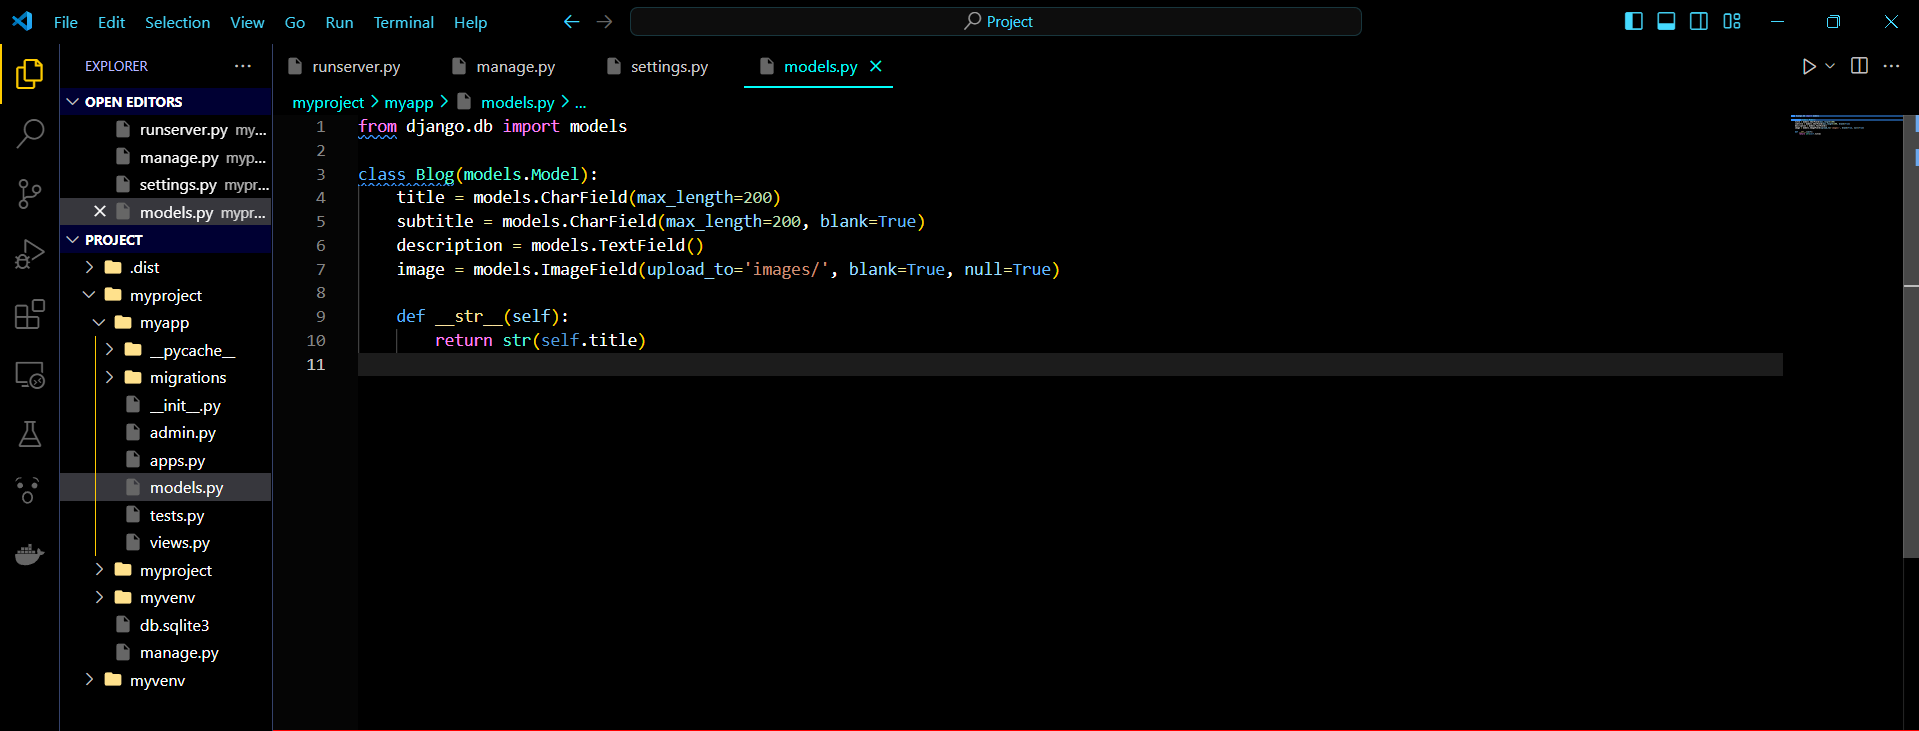 File Edit Selection View Go Run Terminal Help
Project
EXPLORER
OPEN EDITORS
runserver.py my...
manage.py myp...
settings.py mypr...
models.py mypr...
PROJECT
.dist
myproject
myapp
__pycache__
migrations
__init__.py
admin.py
apps.py
models.py
tests.py
views.py
myproject
myvenv
db.sqlite3
manage.py
myvenv
runserver.py manage.py settings.py models.py
myproject > myapp > models.py > ...
1 from django.db import models
2
3 class Blog(models.Model):
4     title = models.CharField(max_length=200)
5     subtitle = models.CharField(max_length=200, blank=True)
6     description = models.TextField()
7     image = models.ImageField(upload_to='images/', blank=True, null=True)
8
9     def __str__(self):
10         return str(self.title)
11